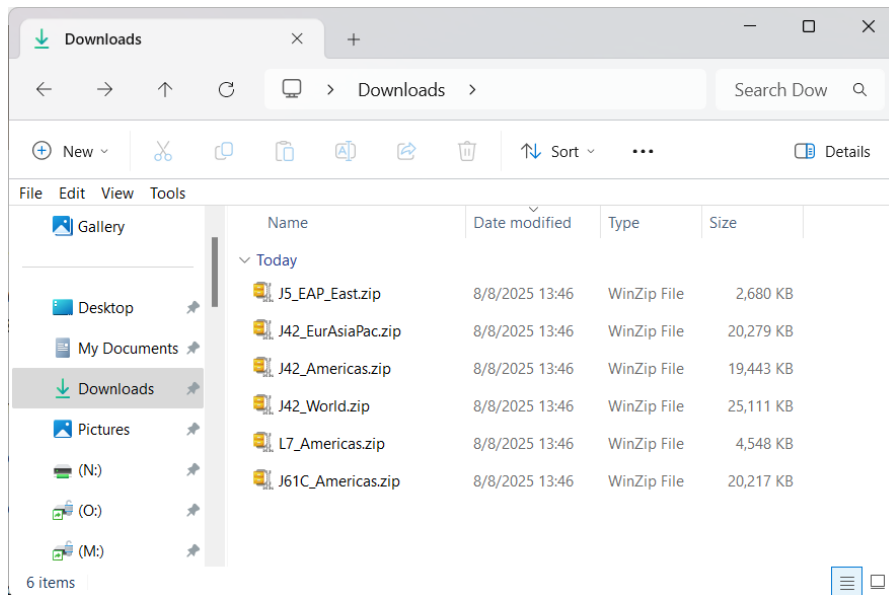 Downloads
Downloads
Search Dow
New
Sort
Details
File Edit View Tools
Gallery
Desktop
My Documents
Downloads
Pictures
(N:)
(O:)
(M:)
Name Date modified Type Size
Today
J5_EAP_East.zip 8/8/2025 13:46 WinZip File 2,680 KB
J42_EurAsiaPac.zip 8/8/2025 13:46 WinZip File 20,279 KB
J42_Americas.zip 8/8/2025 13:46 WinZip File 19,443 KB
J42_World.zip 8/8/2025 13:46 WinZip File 25,111 KB
L7_Americas.zip 8/8/2025 13:46 WinZip File 4,548 KB
J61C_Americas.zip 8/8/2025 13:46 WinZip File 20,217 KB
6 items